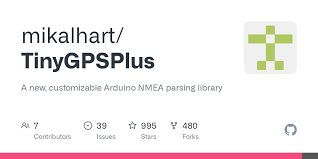 mikalhart/
TinyGPSPlus
A new, customizable Arduino NMEA parsing library
7
Contributors
39
Issues
995
Stars
480
Forks